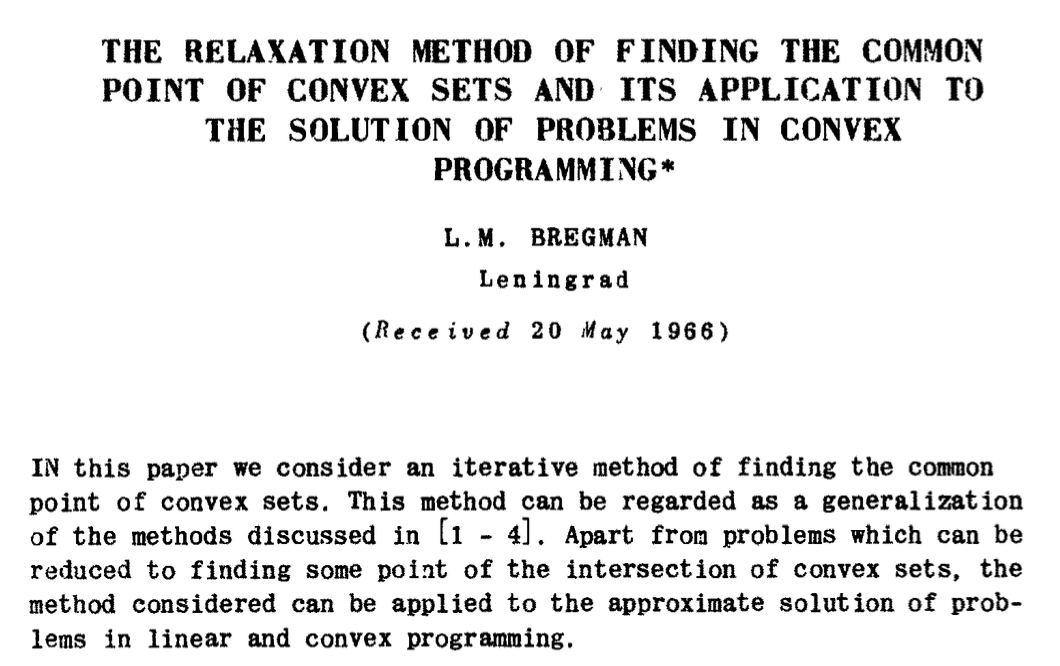 THE RELAXATION METHOD OF FINDING THE COMMON
POINT OF CONVEX SETS AND ITS APPLICATION TO
THE SOLUTION OF PROBLEMS IN CONVEX
PROGRAMMING*
L.M. BREGMAN
Leningrad
(Received 20 May 1966)
IN this paper we consider an iterative method of finding the common
point of convex sets. This method can be regarded as a generalization
of the methods discussed in [1 - 4]. Apart from problems which can be
reduced to finding some point of the intersection of convex sets, the
method considered can be applied to the approximate solution of prob-
lems in linear and convex programming.